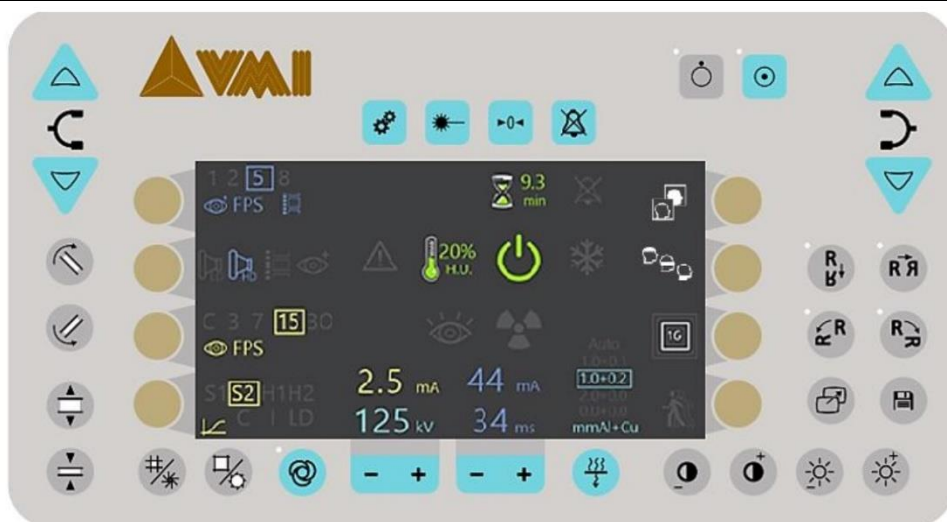 VMI
►0◄
1 2 5 8
FPS
9.3
min
20%
H.U.
C 3 7 15 30
FPS
1G
Auto
1.0+0.1
1.0+0.2
2.0+0.0
0.0+0.0
mmAl+Cu
S1 S2 H1 H2
C I LD
2.5 mA
44 mA
125 kV
34 ms
R
R
R R
R R
R R
- +
- +